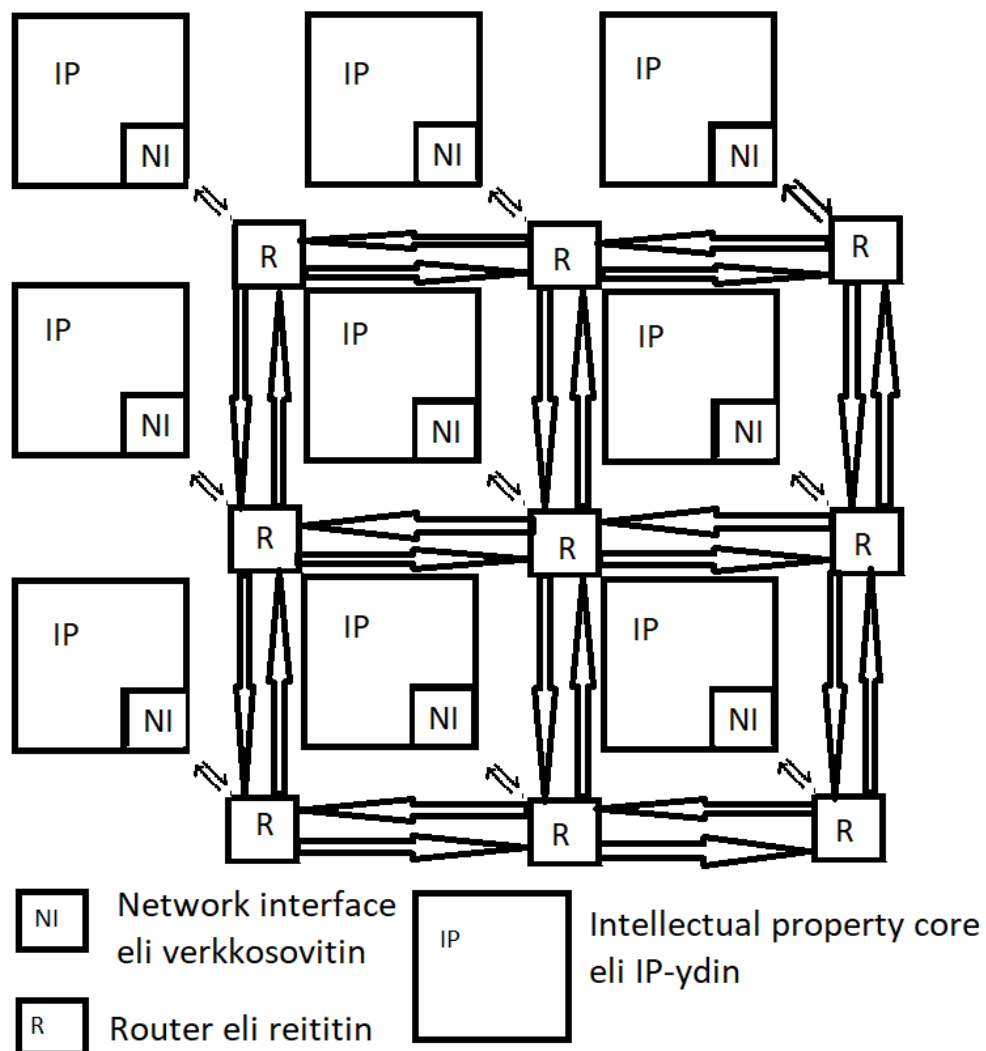 IP
IP
IP
NI
NI
NI
R
R
R
IP
IP
IP
NI
NI
NI
R
R
R
IP
IP
IP
NI
NI
NI
R
R
R
NI
Network interface
eli verkkosovitin
IP
Intellectual property core
eli IP-ydin
R
Router eli reititin